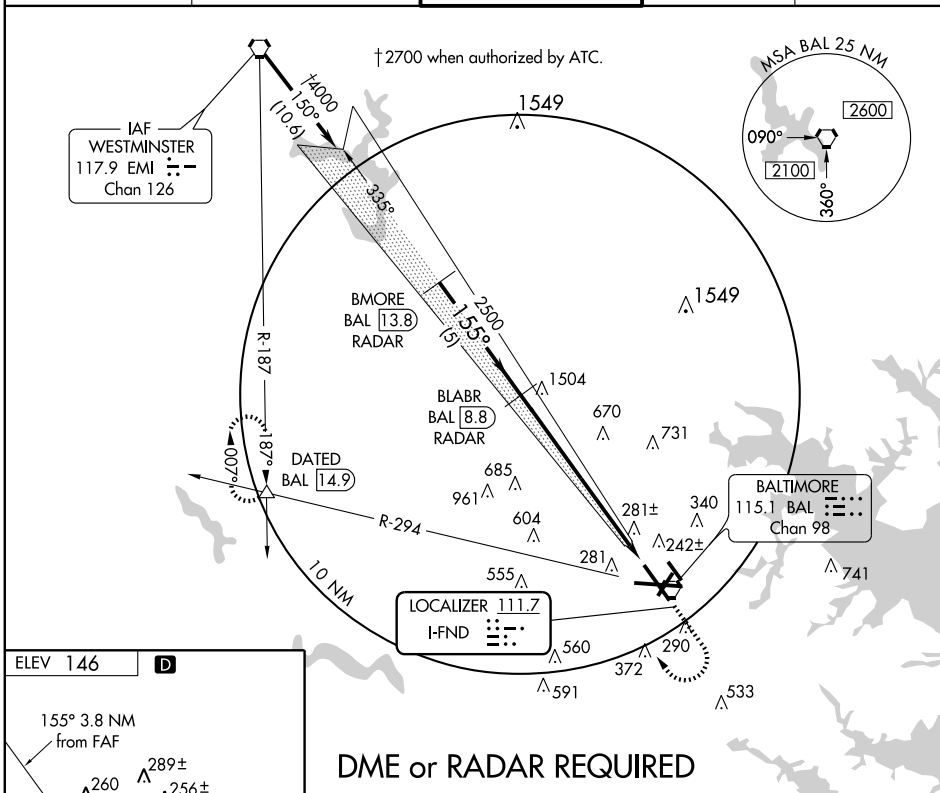 †2700 when authorized by ATC.
MSA BAL 25 NM
2600
090°
2100
360°
IAF
WESTMINSTER
117.9 EMI
Chan 126
†4000
150°
(10.6)
1549
335°
1549
BMORE
BAL 13.8
RADAR
2500
155°
(5)
R-187
1504
BLABR
BAL 8.8
RADAR
670
731
187°
007°
DATED
BAL 14.9
685
961
R-294
604
281±
340
242±
BALTIMORE
115.1 BAL
Chan 98
281
741
555
10 NM
LOCALIZER 111.7
I-FND
290
560
372
591
533
ELEV 146
D
155° 3.8 NM
from FAF
289±
260
256±
DME or RADAR REQUIRED